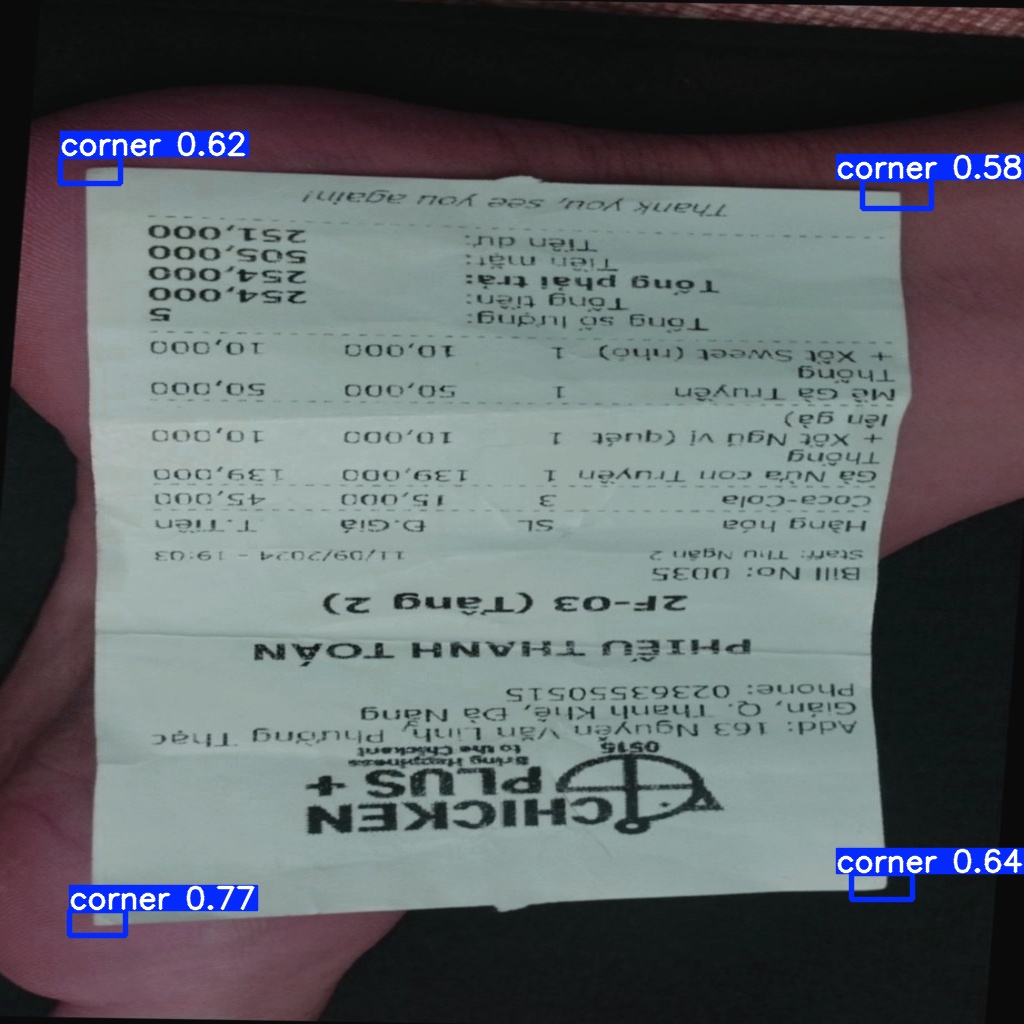 corner 0.62
corner 0.58
corner 0.77
corner 0.64
CHICKEN
PLUS +
Bring Happiness
to the Chickent
0515
Add: 163 Nguyễn Văn Linh, Phường Thạc
Gián, Q. Thanh Khê, Đà Nẵng
Phone: 02363550515
PHIẾU THANH TOÁN
2F-03 (Tầng 2)
Bill No: 0035
Staff: Thu Ngân 2 11/09/2024 - 19:03
Hàng hóa SL Đ.Giá T.Tiền
Coca-Cola 3 15,000 45,000
Gà Nửa con Truyền 1 139,000 139,000
Thống
+ Xốt Ngũ vị (quét 1 10,000 10,000
lên gà)
Mề Gà Truyền 1 50,000 50,000
Thống
+ Xốt Sweet (nhỏ) 1 10,000 10,000
Tổng số lượng: 5
Tổng tiền: 254,000
Tổng phải trả: 254,000
Tiền mặt: 505,000
Tiền dư: 251,000
Thank you, see you again!